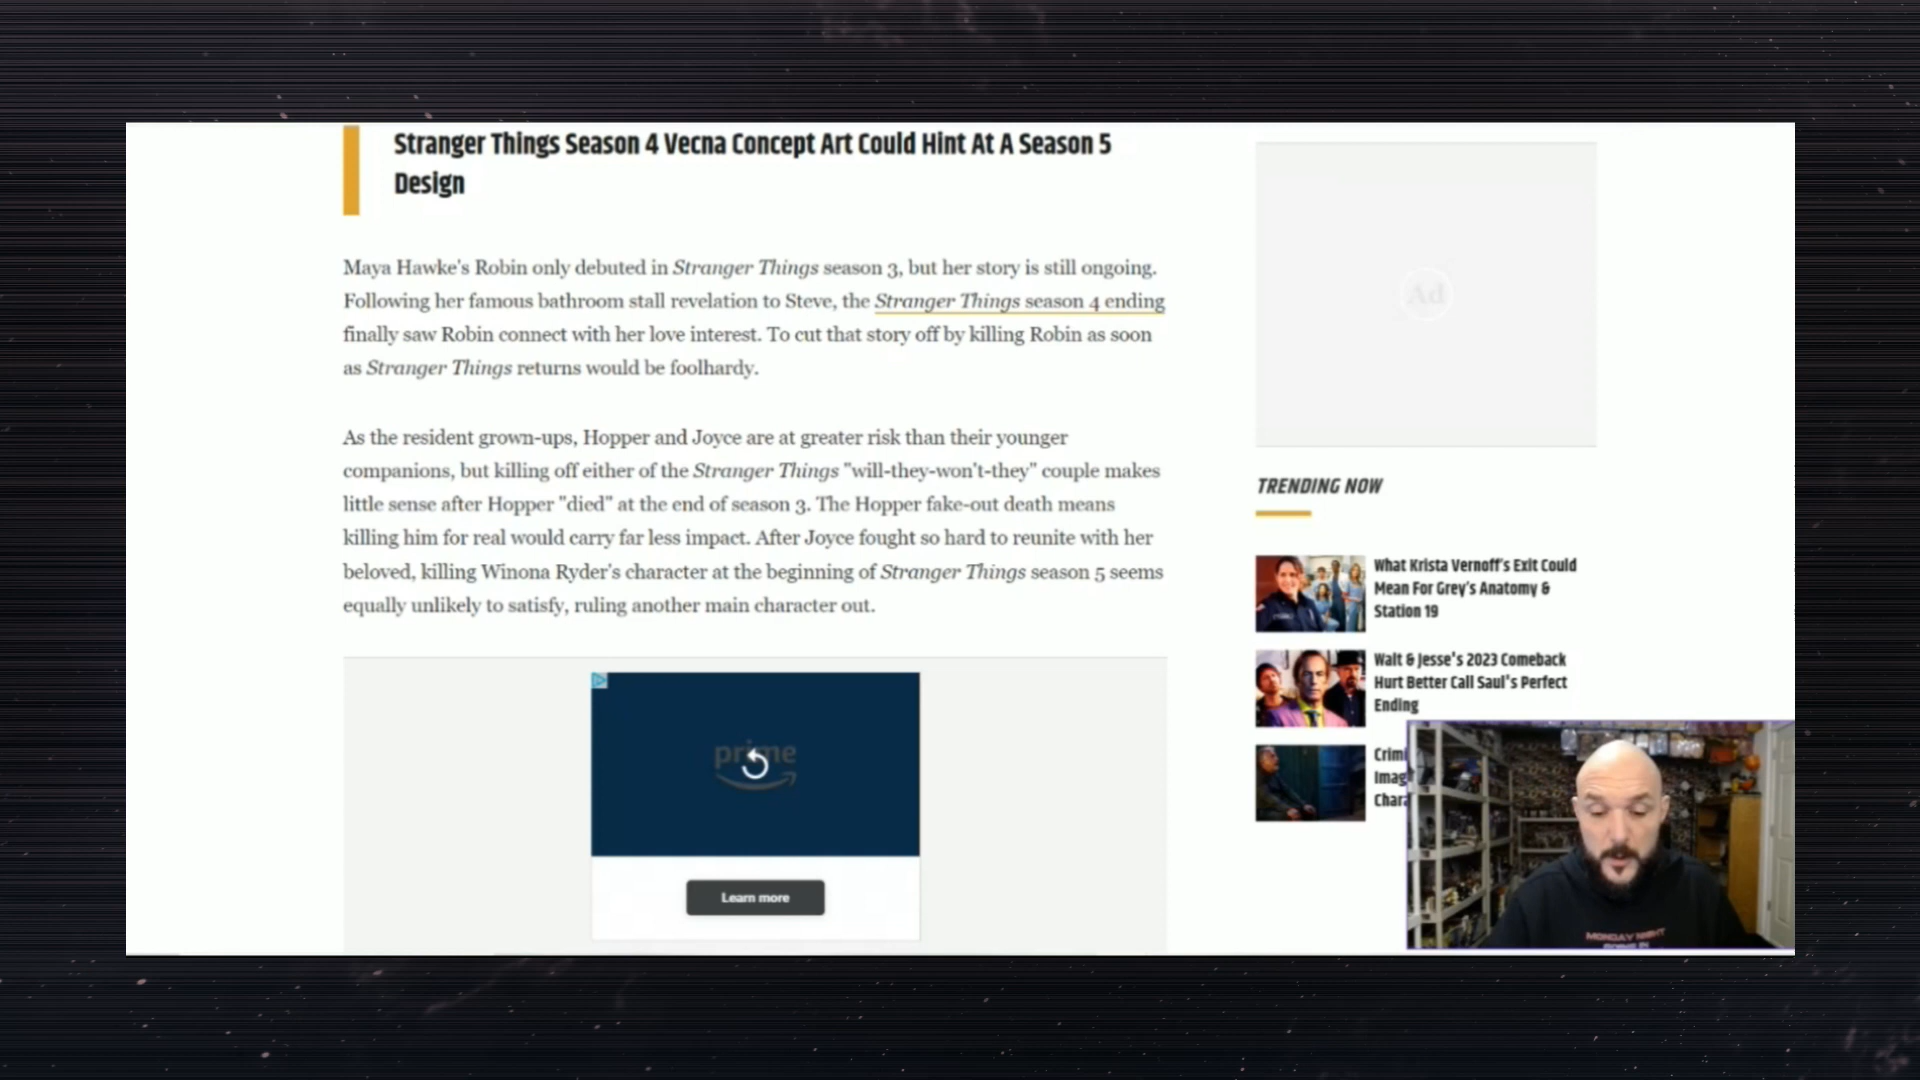 Stranger Things Season 4 Vecna Concept Art Could Hint At A Season 5
Design
Maya Hawke's Robin only debuted in Stranger Things season 3, but her story is still ongoing.
Following her famous bathroom stall revelation to Steve, the Stranger Things season 4 ending
finally saw Robin connect with her love interest. To cut that story off by killing Robin as soon
as Stranger Things returns would be foolhardy.
As the resident grown-ups, Hopper and Joyce are at greater risk than their younger
companions, but killing off either of the Stranger Things "will-they-won't-they" couple makes
little sense after Hopper "died" at the end of season 3. The Hopper fake-out death means
killing him for real would carry far less impact. After Joyce fought so hard to reunite with her
beloved, killing Winona Ryder's character at the beginning of Stranger Things season 5 seems
equally unlikely to satisfy, ruling another main character out.
prime
Learn more
Ad
TRENDING NOW
What Krista Vernoff's Exit Could
Mean For Grey's Anatomy &
Station 19
Walt & Jesse's 2023 Comeback
Hurt Better Call Saul's Perfect
Ending
Crim
Imag
Char
MONDAY NIGHT